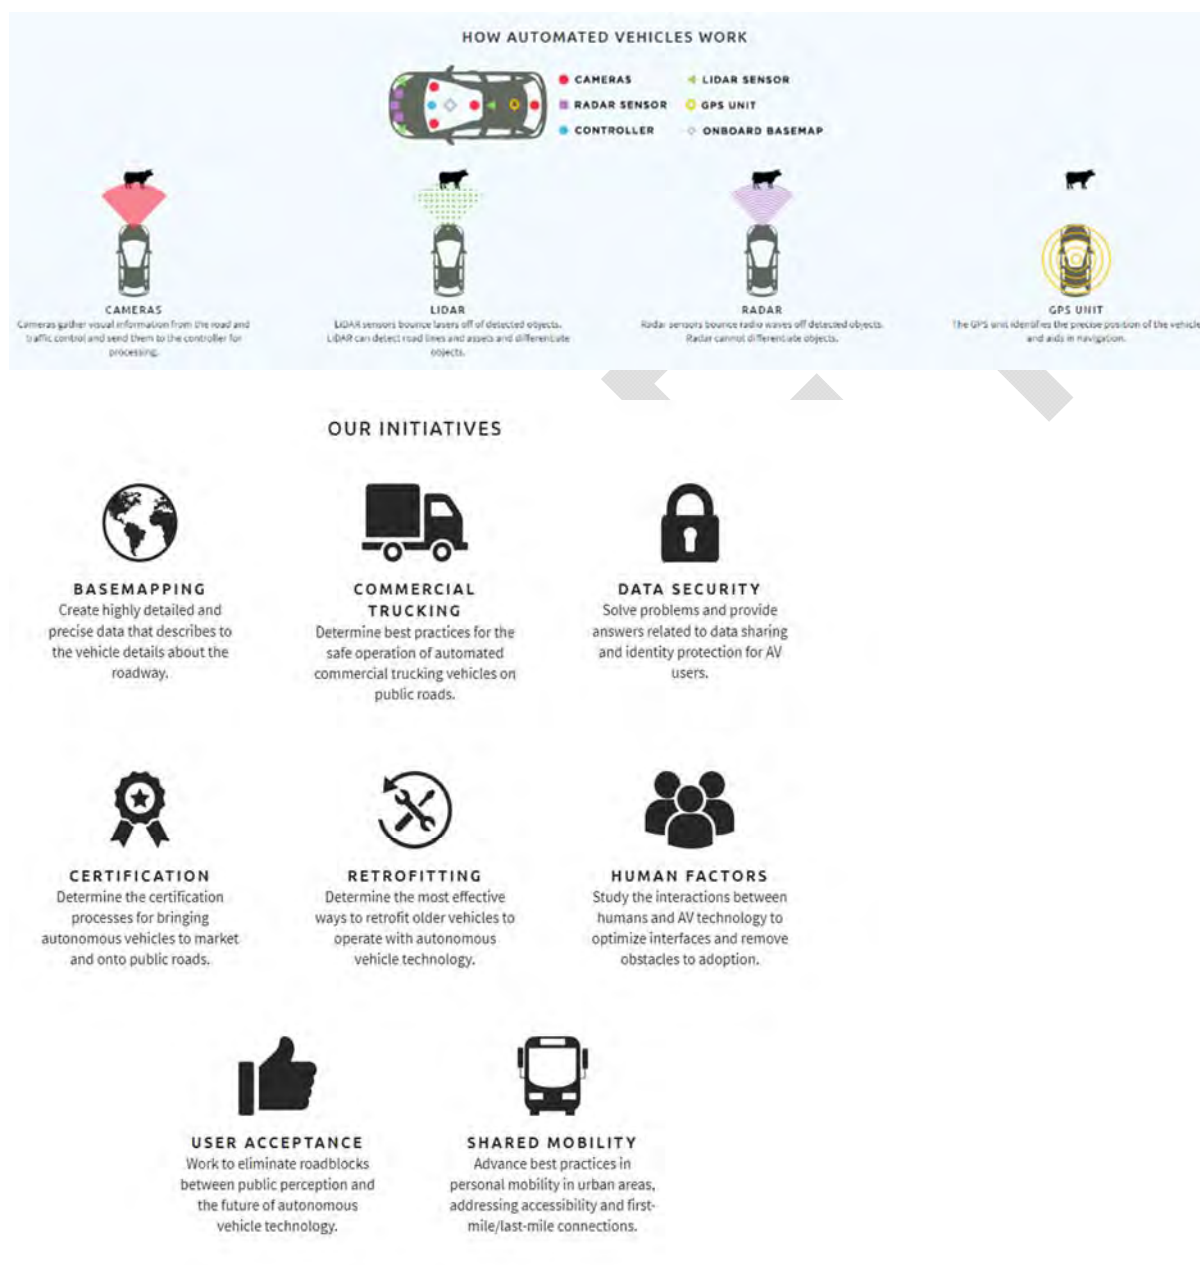 HOW AUTOMATED VEHICLES WORK
CAMERAS
LIDAR SENSOR
RADAR SENSOR
GPS UNIT
CONTROLLER
ONBOARD BASEMAP
CAMERAS
Cameras gather visual information from the road and
traffic control and send them to the controller for
processing.
LIDAR
LiDAR sensors bounce lasers off of detected objects.
LiDAR can detect road lines and assets and differentiate
objects.
RADAR
Radar sensors bounce radio waves off detected objects.
Radar cannot differentiate objects.
GPS UNIT
The GPS unit identifies the precise position of the vehicle
and aids in navigation.
OUR INITIATIVES
BASEMAPPING
Create highly detailed and
precise data that describes to
the vehicle details about the
roadway.
COMMERCIAL
TRUCKING
Determine best practices for the
safe operation of automated
commercial trucking vehicles on
public roads.
DATA SECURITY
Solve problems and provide
answers related to data sharing
and identity protection for AV
users.
CERTIFICATION
Determine the certification
processes for bringing
autonomous vehicles to market
and onto public roads.
RETROFITTING
Determine the most effective
ways to retrofit older vehicles to
operate with autonomous
vehicle technology.
HUMAN FACTORS
Study the interactions between
humans and AV technology to
optimize interfaces and remove
obstacles to adoption.
USER ACCEPTANCE
Work to eliminate roadblocks
between public perception and
the future of autonomous
vehicle technology.
SHARED MOBILITY
Advance best practices in
personal mobility in urban areas,
addressing accessibility and first-
mile/last-mile connections.